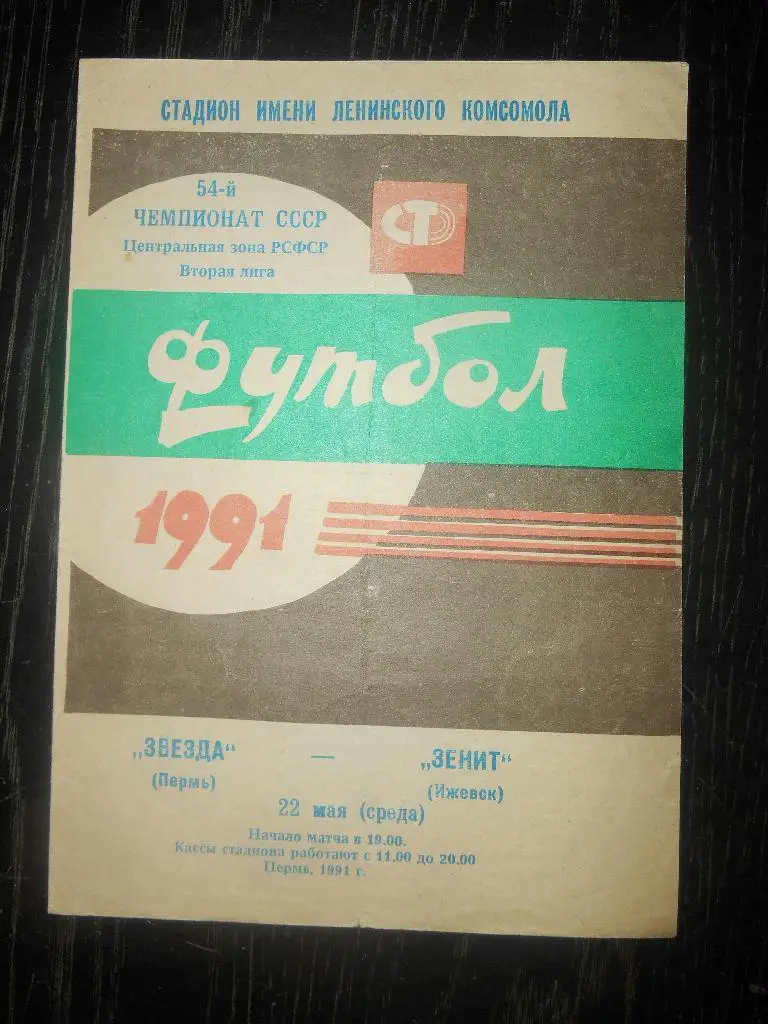 СТАДИОН ИМЕНИ ЛЕНИНСКОГО КОМСОМОЛА
54-й
ЧЕМПИОНАТ СССР
Центральная зона РСФСР
Вторая лига
СТ
Футбол
1991
„ЗВЕЗДА“ — „ЗЕНИТ“
(Пермь) (Ижевск)
22 мая (среда)
Начало матча в 19.00.
Кассы стадиона работают с 11.00 до 20.00
Пермь, 1991 г.